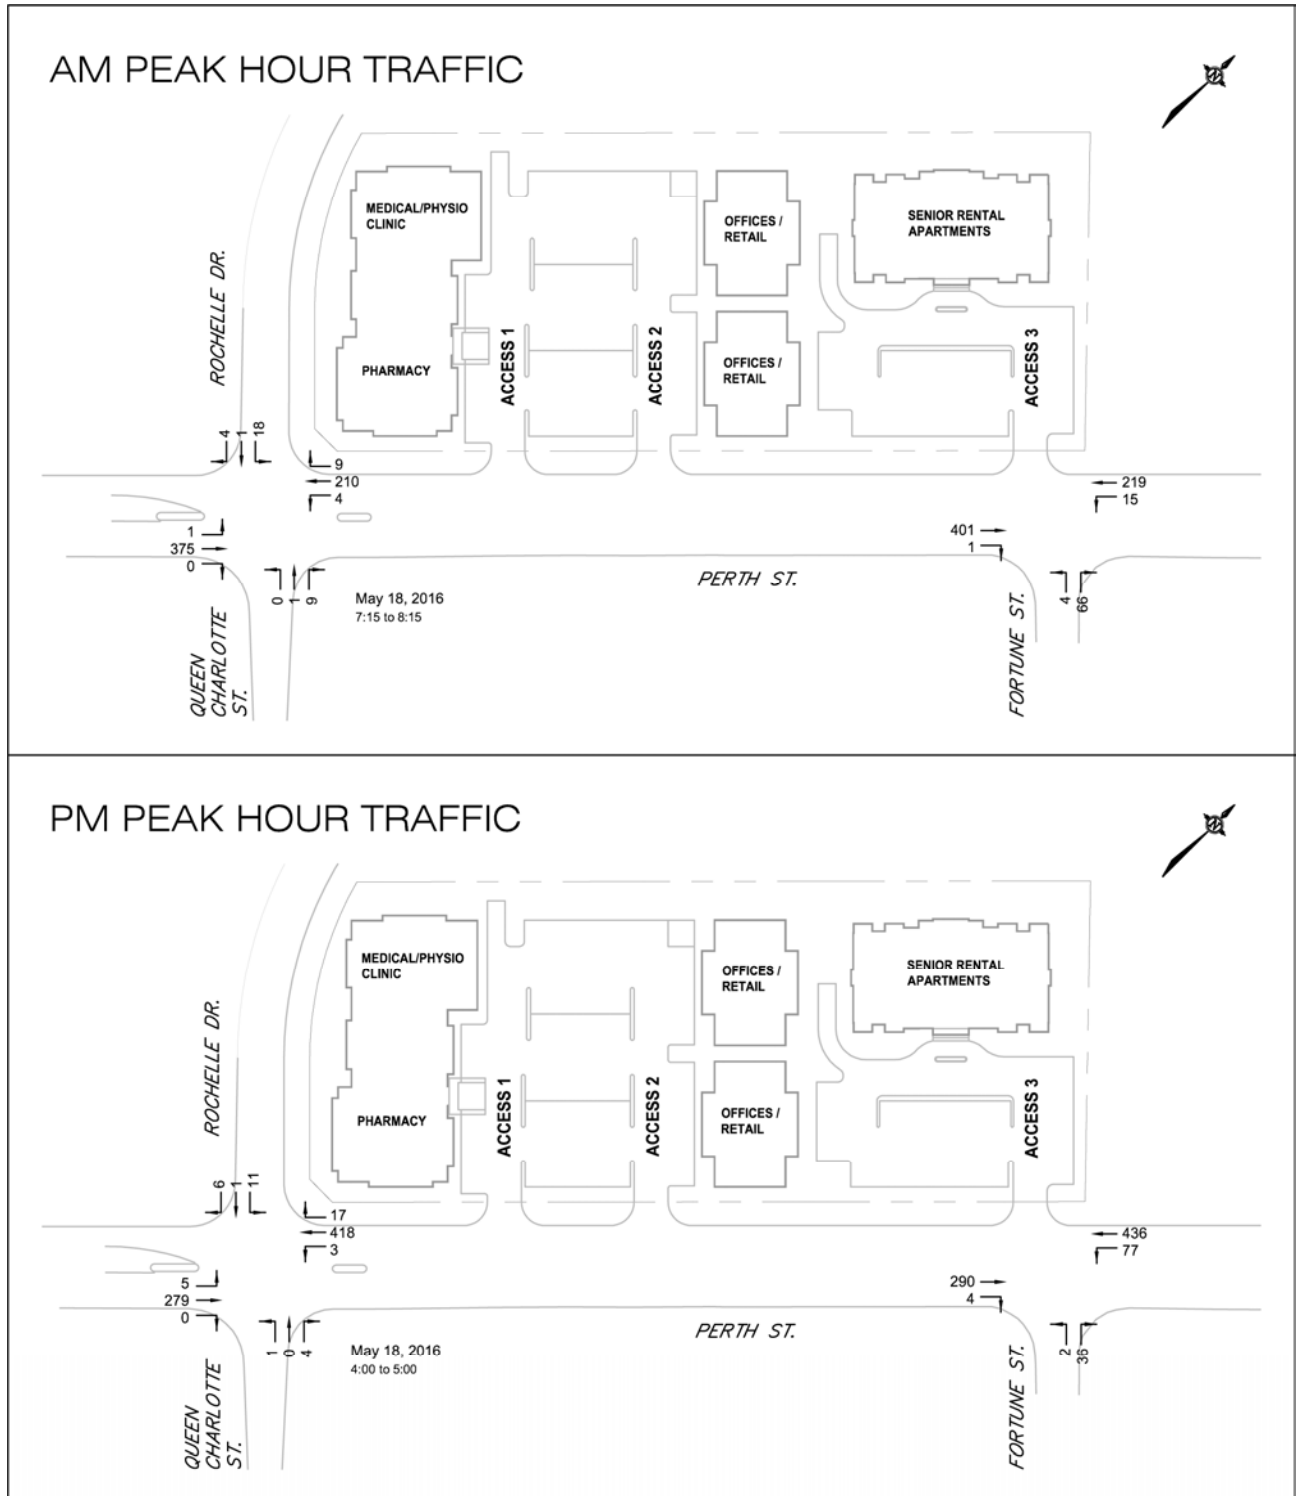 AM PEAK HOUR TRAFFIC
N
MEDICAL/PHYSIO
CLINIC
OFFICES /
RETAIL
SENIOR RENTAL
APARTMENTS
ROCHELLE DR.
PHARMACY
ACCESS 1
ACCESS 2
OFFICES /
RETAIL
ACCESS 3
4
1
18
9
210
4
219
15
1
375
0
401
1
0
1
9
4
66
May 18, 2016
7:15 to 8:15
PERTH ST.
QUEEN
CHARLOTTE
ST.
FORTUNE ST.
PM PEAK HOUR TRAFFIC
N
MEDICAL/PHYSIO
CLINIC
OFFICES /
RETAIL
SENIOR RENTAL
APARTMENTS
ROCHELLE DR.
PHARMACY
ACCESS 1
ACCESS 2
OFFICES /
RETAIL
ACCESS 3
6
1
11
17
418
3
436
77
5
279
0
290
4
1
0
4
2
36
May 18, 2016
4:00 to 5:00
PERTH ST.
QUEEN
CHARLOTTE
ST.
FORTUNE ST.